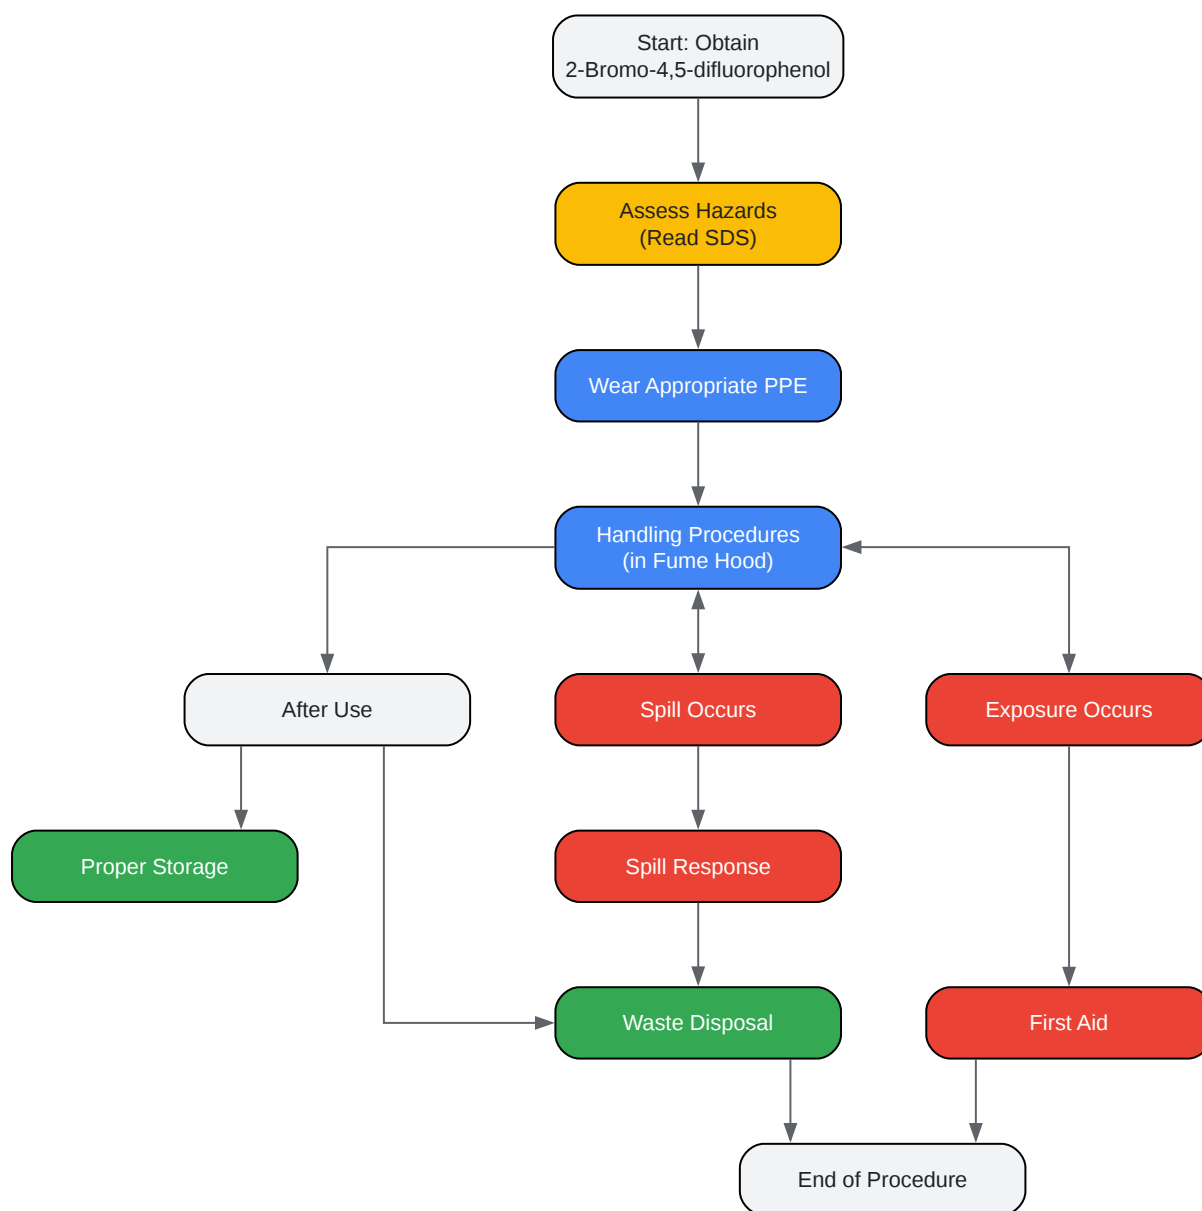 Start: Obtain
2-Bromo-4,5-difluorophenol
Assess Hazards
(Read SDS)
Wear Appropriate PPE
Handling Procedures
(in Fume Hood)
After Use
Spill Occurs
Exposure Occurs
Proper Storage
Spill Response
Waste Disposal
First Aid
End of Procedure